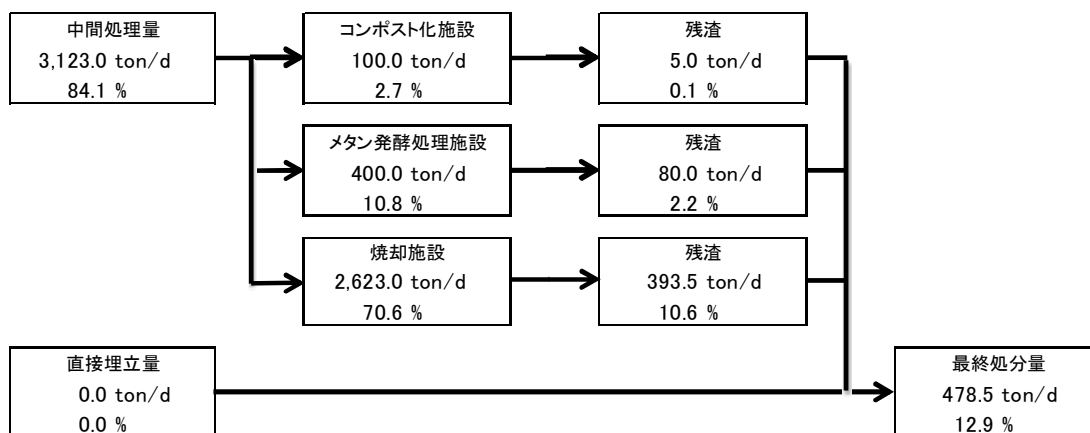 中間処理量
3,123.0 ton/d
84.1 %
コンポスト化施設
100.0 ton/d
2.7 %
残渣
5.0 ton/d
0.1 %
メタン発酵処理施設
400.0 ton/d
10.8 %
残渣
80.0 ton/d
2.2 %
焼却施設
2,623.0 ton/d
70.6 %
残渣
393.5 ton/d
10.6 %
直接埋立量
0.0 ton/d
0.0 %
最終処分量
478.5 ton/d
12.9 %